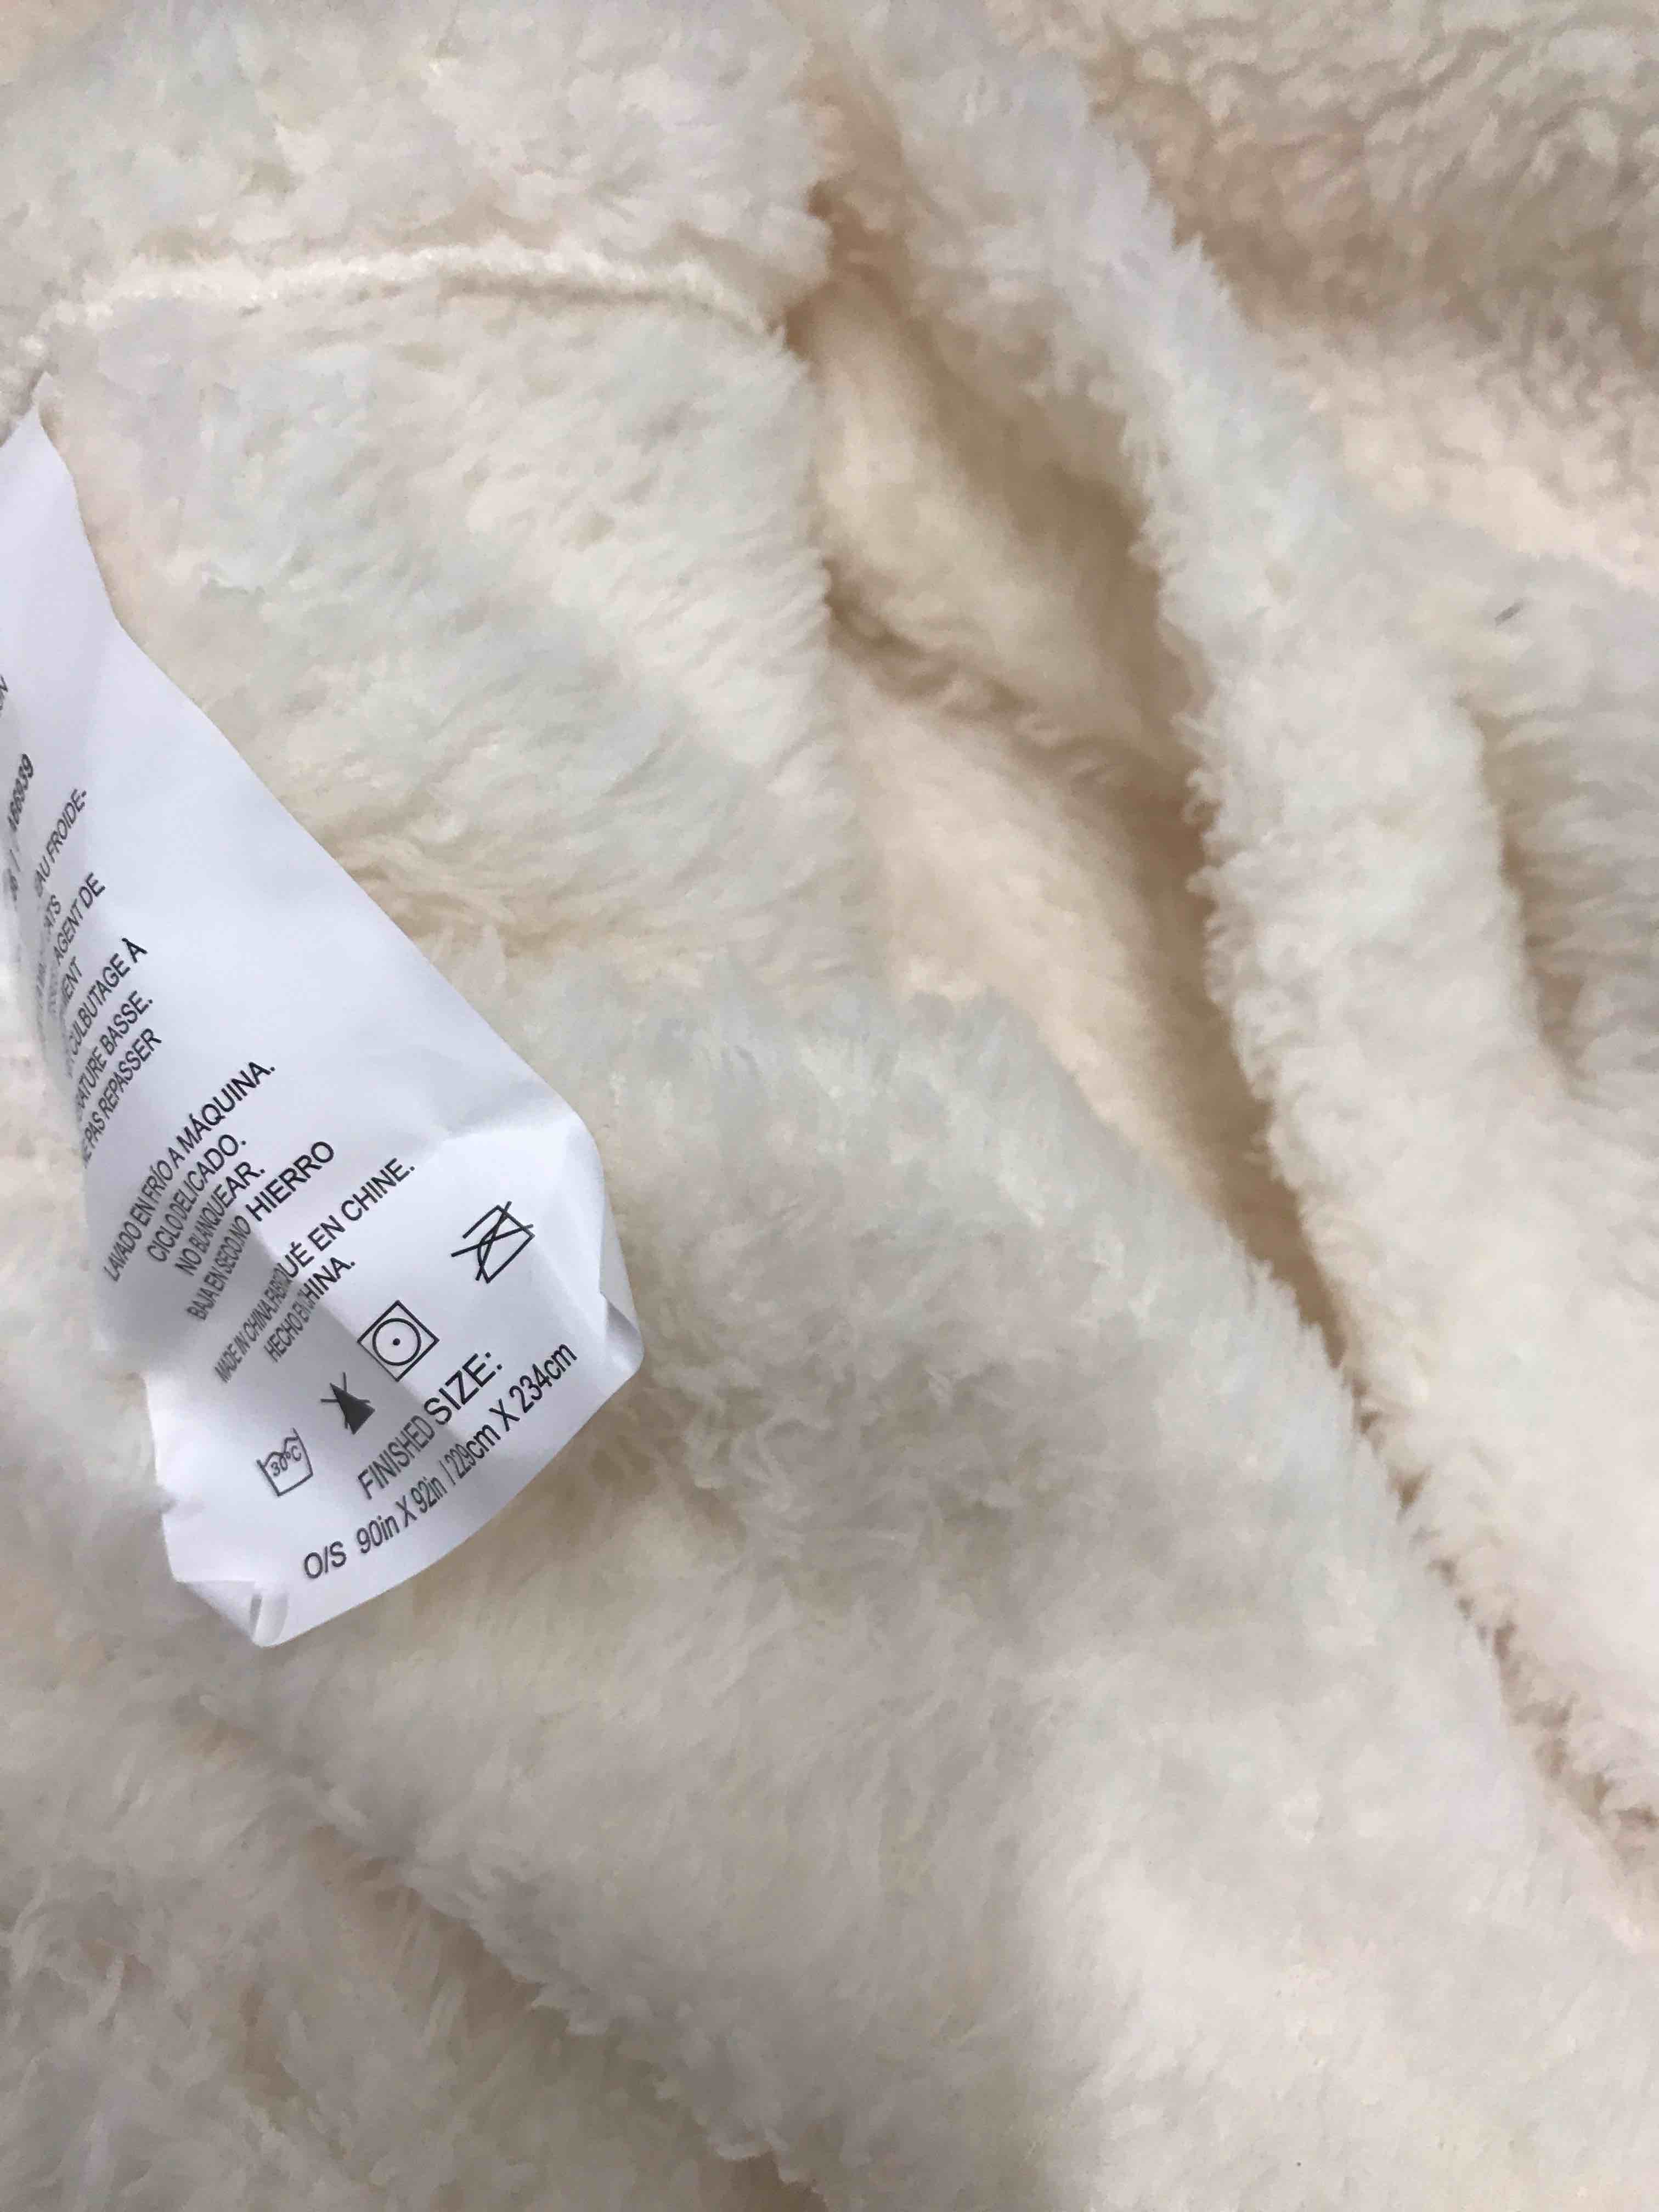 A86939
EAU FROIDE-
AGENT DE
CULBUTAGE À
BASSE.
PAS REPASSER
LAVADO EN FRÍO A MÁQUINA.
CICLO DELICADO.
NO BLANQUEAR.
BAJA EN SECO.NO HIERRO
MADE IN CHINA.FABRIQUÉ EN CHINE.
HECHO EN CHINA.
30°C
FINISHED SIZE:
O/S 90in X 92in / 229cm X 234cm